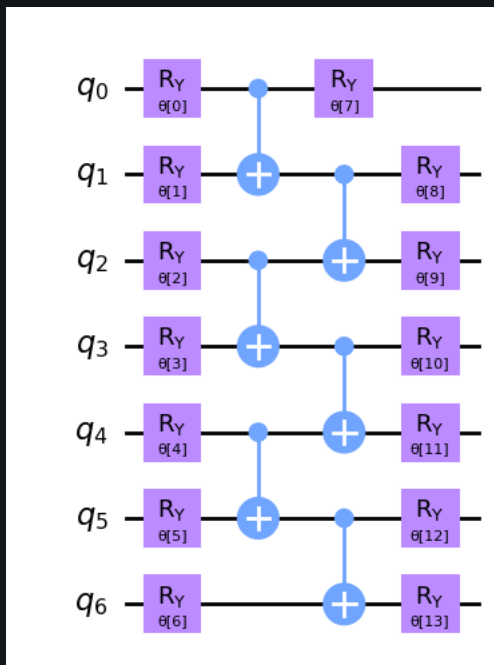 q0 RY θ[0] RY θ[7]
q1 RY θ[1] RY θ[8]
q2 RY θ[2] RY θ[9]
q3 RY θ[3] RY θ[10]
q4 RY θ[4] RY θ[11]
q5 RY θ[5] RY θ[12]
q6 RY θ[6] RY θ[13]